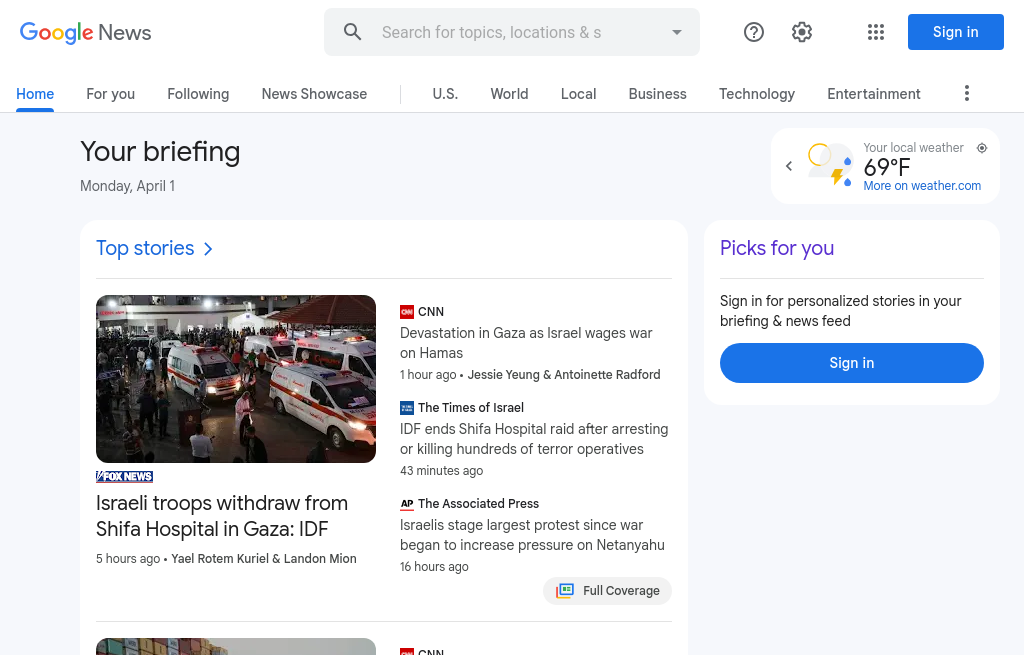 Google News
Search for topics, locations & s
Sign in
Home
For you
Following
News Showcase
U.S.
World
Local
Business
Technology
Entertainment
Your briefing
Monday, April 1
Your local weather
69°F
More on weather.com
Top stories
Picks for you
Sign in for personalized stories in your
briefing & news feed
Sign in
FOX NEWS
Israeli troops withdraw from
Shifa Hospital in Gaza: IDF
5 hours ago • Yael Rotem Kuriel & Landon Mion
CNN
Devastation in Gaza as Israel wages war
on Hamas
1 hour ago • Jessie Yeung & Antoinette Radford
The Times of Israel
IDF ends Shifa Hospital raid after arresting
or killing hundreds of terror operatives
43 minutes ago
AP The Associated Press
Israelis stage largest protest since war
began to increase pressure on Netanyahu
16 hours ago
Full Coverage
CNN